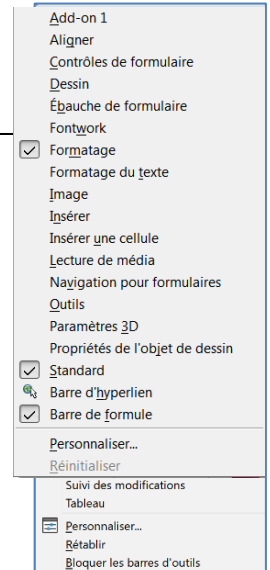 Add-on 1
Aligner
Contrôles de formulaire
Dessin
Ébauche de formulaire
Fontwork
Formatage
Formatage du texte
Image
Insérer
Insérer une cellule
Lecture de média
Navigation pour formulaires
Outils
Paramètres 3D
Propriétés de l'objet de dessin
Standard
Barre d'hyperlien
Barre de formule
Personnaliser...
Réinitialiser
Suivi des modifications
Tableau
Personnaliser...
Rétablir
Bloquer les barres d'outils